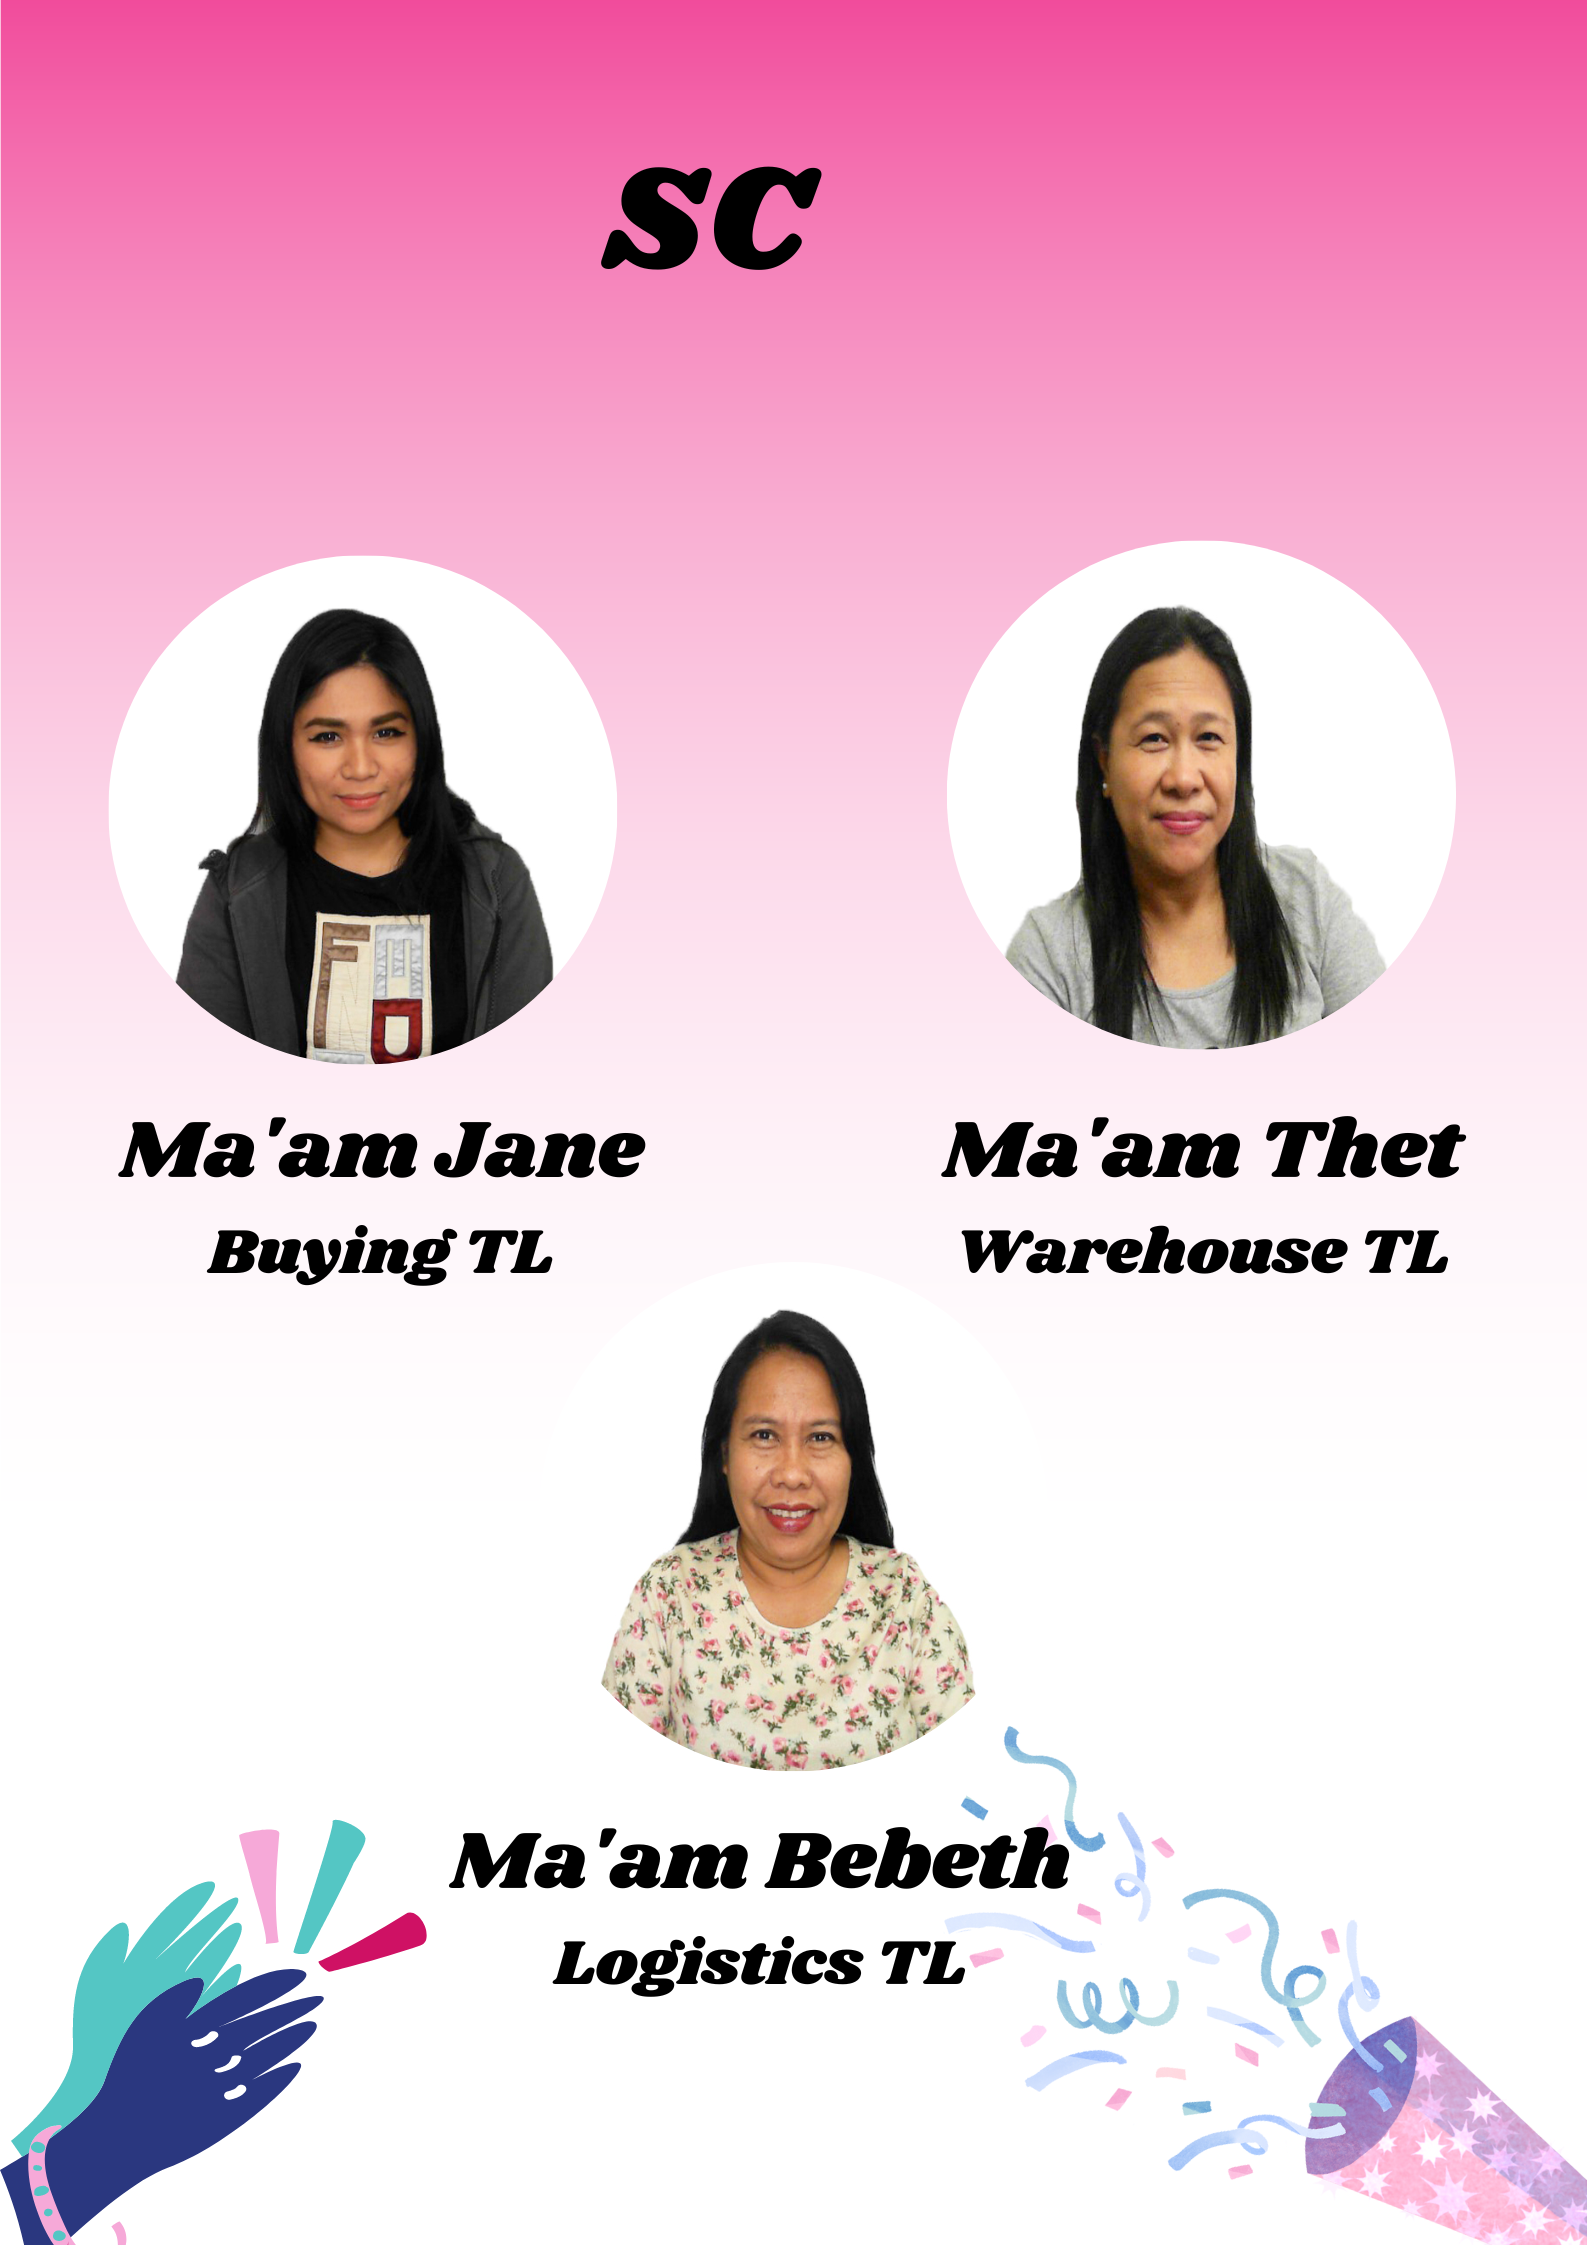 SC
Ma'am Jane
Ma'am Thet
Buying TL
Warehouse TL
Ma'am Bebeth
Logistics TL